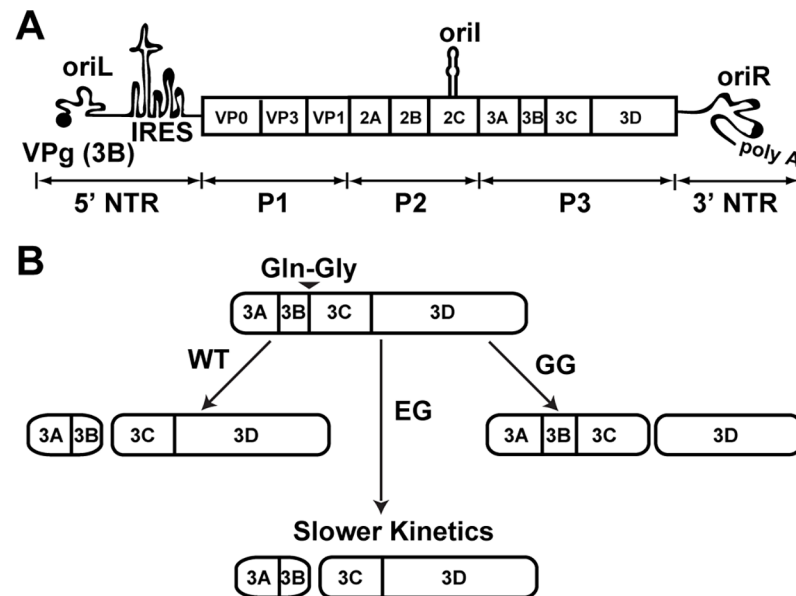 A
oriL
oriI
oriR
VP0 VP3 VP1 2A 2B 2C 3A 3B 3C 3D
IRES
VPg (3B)
poly A
5' NTR P1 P2 P3 3' NTR
B
Gln-Gly
3A 3B 3C 3D
WT
GG
EG
3A 3B 3C 3D
3A 3B 3C 3D
Slower Kinetics
3A 3B 3C 3D